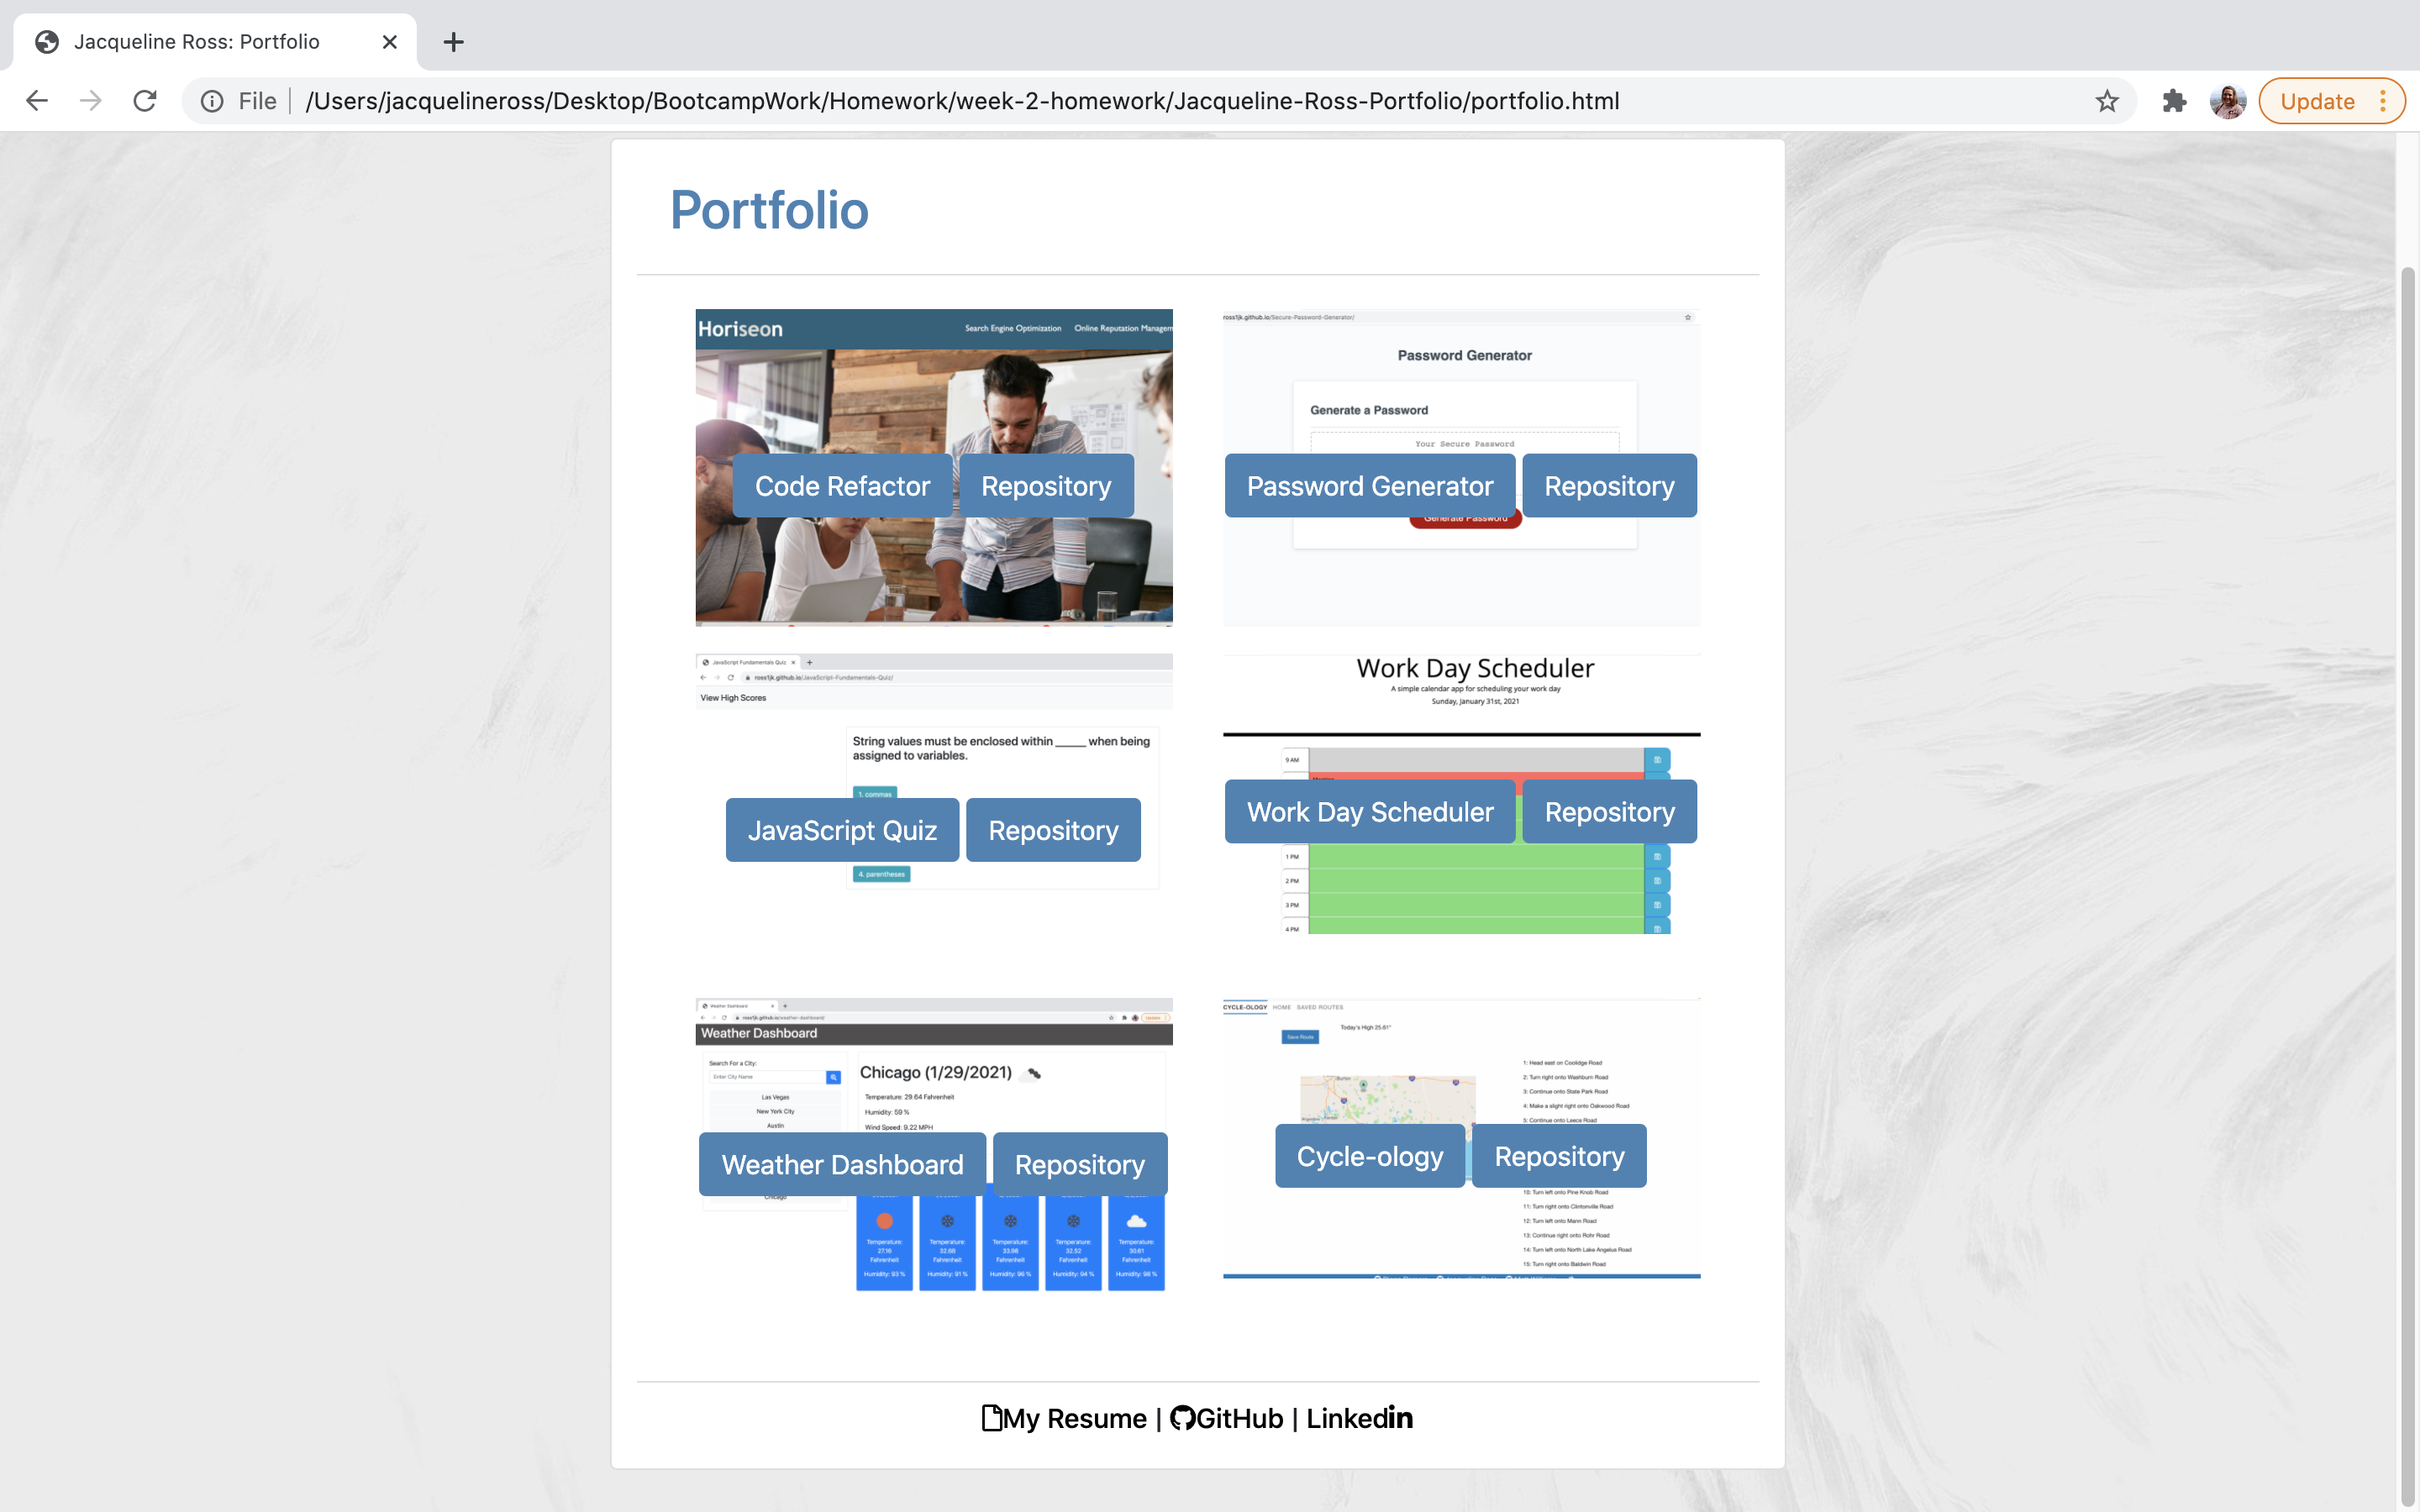 Jacqueline Ross: Portfolio
File /Users/jacquelineross/Desktop/BootcampWork/Homework/week-2-homework/Jacqueline-Ross-Portfolio/portfolio.html
Update
Portfolio
Horiseon
Search Engine Optimization Online Reputation Managem
Code Refactor Repository
ross1jk.github.io/Secure-Password-Generator/
Password Generator
Generate a Password
Your Secure Password
Password Generator Repository
Generate Password
JavaScript Fundamentals Quiz
ross1jk.github.io/JavaScript-Fundamentals-Quiz/
View High Scores
String values must be enclosed within _____ when being
assigned to variables.
1. commas
JavaScript Quiz Repository
4. parentheses
Work Day Scheduler
A simple calendar app for scheduling your work day
Sunday, January 31st, 2021
9 AM
Work Day Scheduler Repository
1 PM
2 PM
3 PM
4 PM
Weather Dashboard
ross1jk.github.io/weather-dashboard/
Update
Weather Dashboard
Search For a City:
Enter City Name
Las Vegas
New York City
Austin
Chicago (1/29/2021)
Temperature: 29.64 Fahrenheit
Humidity: 59 %
Wind Speed: 9.22 MPH
Weather Dashboard Repository
Chicago
Temperature: 27.16 Fahrenheit
Humidity: 93 %
Temperature: 32.68 Fahrenheit
Humidity: 91 %
Temperature: 33.98 Fahrenheit
Humidity: 96 %
Temperature: 32.52 Fahrenheit
Humidity: 94 %
Temperature: 30.61 Fahrenheit
Humidity: 98 %
CYCLE-OLOGY HOME SAVED ROUTES
Today's High 25.61°
Save Route
1: Head east on Coolidge Road
2: Turn right onto Washburn Road
3: Continue onto State Park Road
4: Make a slight right onto Oakwood Road
5: Continue onto Leece Road
Cycle-ology Repository
10: Turn left onto Pine Knob Road
11: Turn right onto Clintonville Road
12: Turn left onto Mann Road
13: Continue right onto Rohr Road
14: Turn left onto North Lake Angelus Road
15: Turn right onto Baldwin Road
My Resume | GitHub | Linkedin